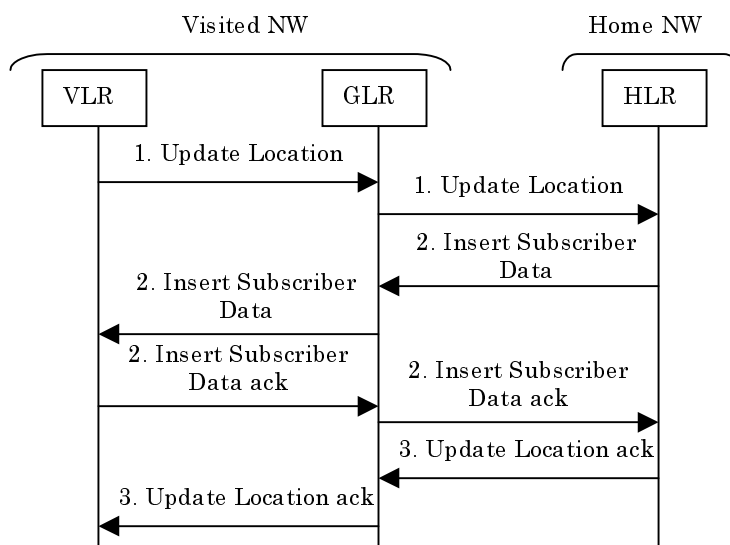 Visited NW
Home NW
VLR
GLR
HLR
1. Update Location
1. Update Location
2. Insert Subscriber
Data
2. Insert Subscriber
Data
2. Insert Subscriber
Data ack
2. Insert Subscriber
Data ack
3. Update Location ack
3. Update Location ack